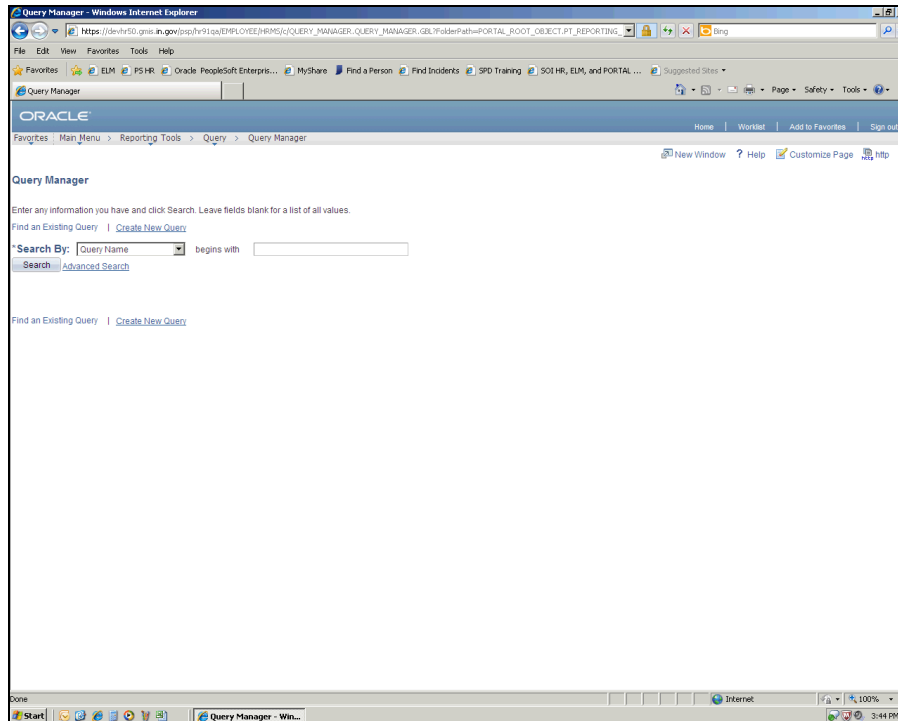 Query Manager - Windows Internet Explorer
https://devhr50.gmis.in.gov/psp/hr91qa/EMPLOYEE/HRMS/c/QUERY_MANAGER.QUERY_MANAGER.GBL?FolderPath=PORTAL_ROOT_OBJECT.PT_REPORTING_ Bing
File Edit View Favorites Tools Help
Favorites ELM PS HR Oracle PeopleSoft Enterpris... MyShare Find a Person Find Incidents SPD Training SOI HR, ELM, and PORTAL ... Suggested Sites
Query Manager Page Safety Tools
ORACLE
Home | Worklist | Add to Favorites | Sign out
Favorites Main Menu > Reporting Tools > Query > Query Manager
New Window ? Help Customize Page http
Query Manager
Enter any information you have and click Search. Leave fields blank for a list of all values.
Find an Existing Query | Create New Query
*Search By: Query Name begins with
Search Advanced Search
Find an Existing Query | Create New Query
Done Internet 100%
Start Query Manager - Win... 3:44 PM